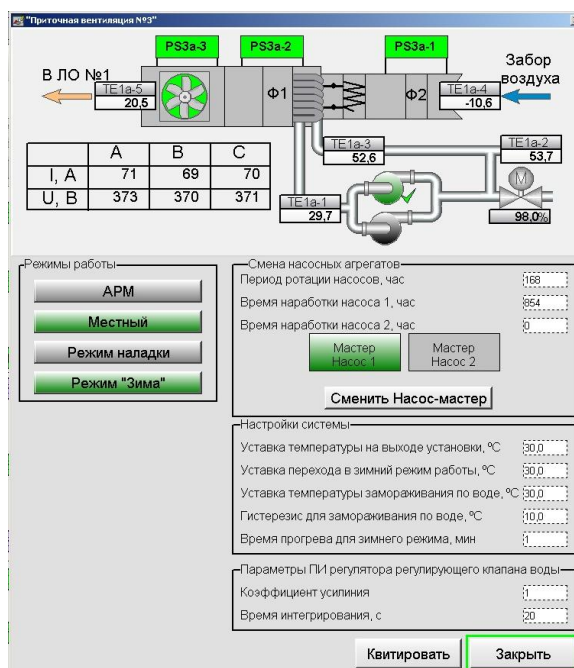 "Приточная вентиляция №3"
PS3a-3 PS3a-2 PS3a-1
В ЛО №1
Забор
воздуха
TE1a-5
20,5
Ф1
Ф2
TE1a-4
-10,6
TE1a-3
52,6
TE1a-2
53,7
A B C
I, A 71 69 70
U, B 373 370 371
TE1a-1
29,7
M
98,0%
Режимы работы
АРМ
Местный
Режим наладки
Режим "Зима"
Смена насосных агрегатов
Период ротации насосов, час 168
Время наработки насоса 1, час 854
Время наработки насоса 2, час 0
Мастер
Насос 1
Мастер
Насос 2
Сменить Насос-мастер
Настройки системы
Уставка температуры на выходе установки, ºC 30,0
Уставка перехода в зимний режим работы, ºC 30,0
Уставка температуры замораживания по воде, ºC 30,0
Гистерезис для замораживания по воде, ºC 10,0
Время прогрева для зимнего режима, мин 1
Параметры ПИ регулятора регулирующего клапана воды
Коэффициент усилиния 1
Время интегрирования, с 20
Квитировать
Закрыть